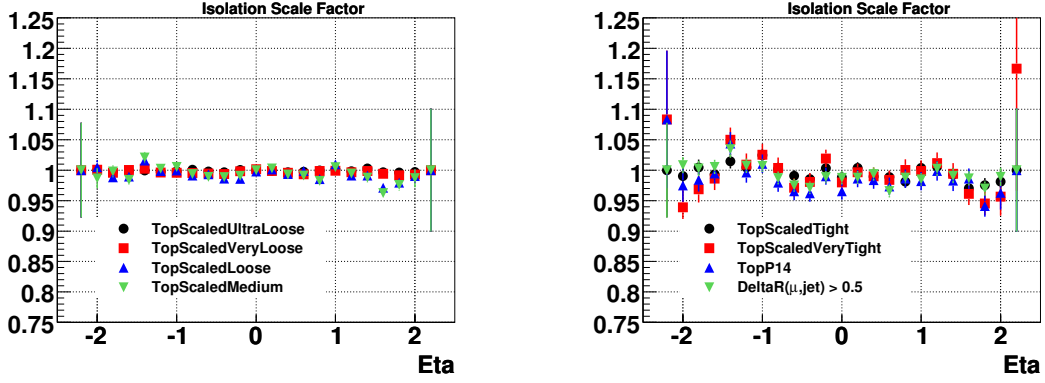 Isolation Scale Factor
1.25
1.2
1.15
1.1
1.05
1
0.95
0.9
0.85
0.8
0.75
TopScaledUltraLoose
TopScaledVeryLoose
TopScaledLoose
TopScaledMedium
-2 -1 0 1 2
Eta
Isolation Scale Factor
1.25
1.2
1.15
1.1
1.05
1
0.95
0.9
0.85
0.8
0.75
TopScaledTight
TopScaledVeryTight
TopP14
DeltaR(μ,jet) > 0.5
-2 -1 0 1 2
Eta